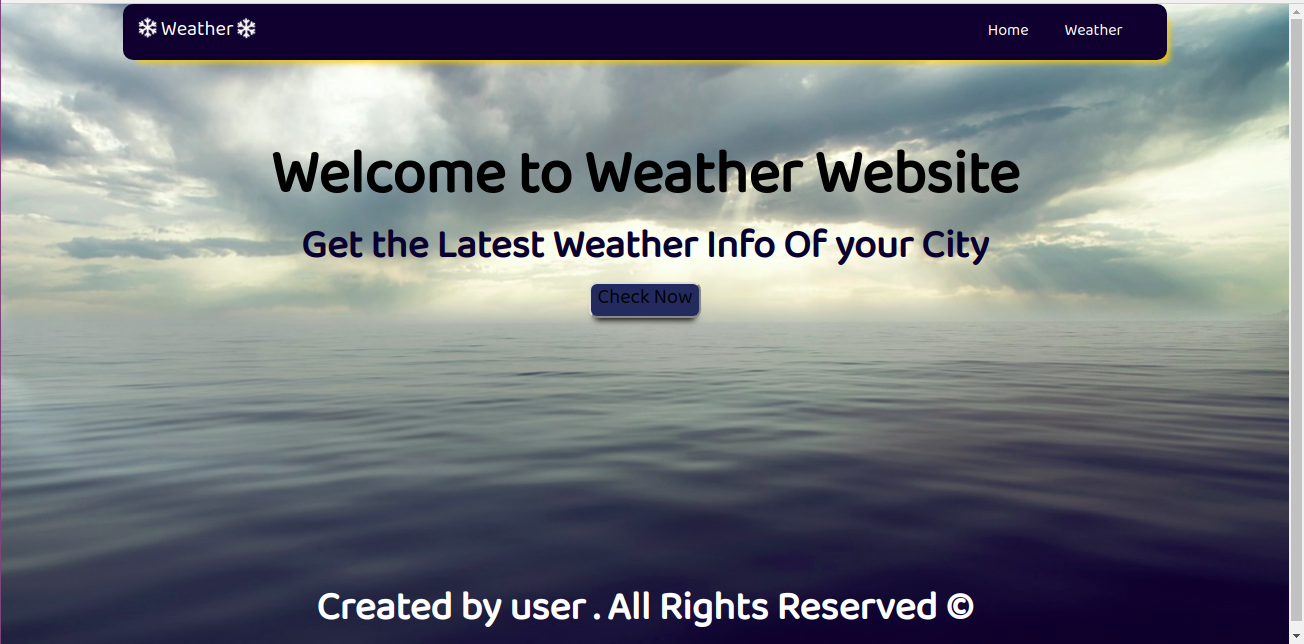 ❄Weather❄
Home
Weather
Welcome to Weather Website
Get the Latest Weather Info Of your City
Check Now
Created by user . All Rights Reserved ©